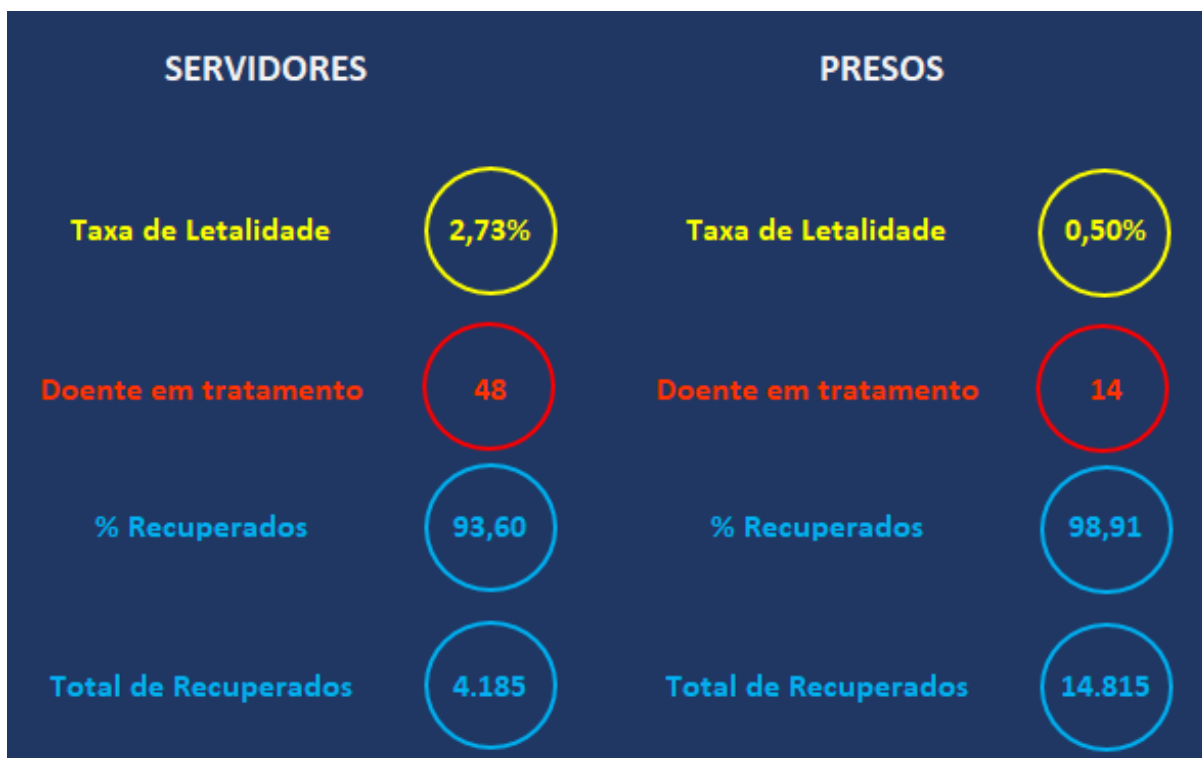 SERVIDORES PRESOS
Taxa de Letalidade 2,73% Taxa de Letalidade 0,50%
Doente em tratamento 48 Doente em tratamento 14
% Recuperados 93,60 % Recuperados 98,91
Total de Recuperados 4.185 Total de Recuperados 14.815